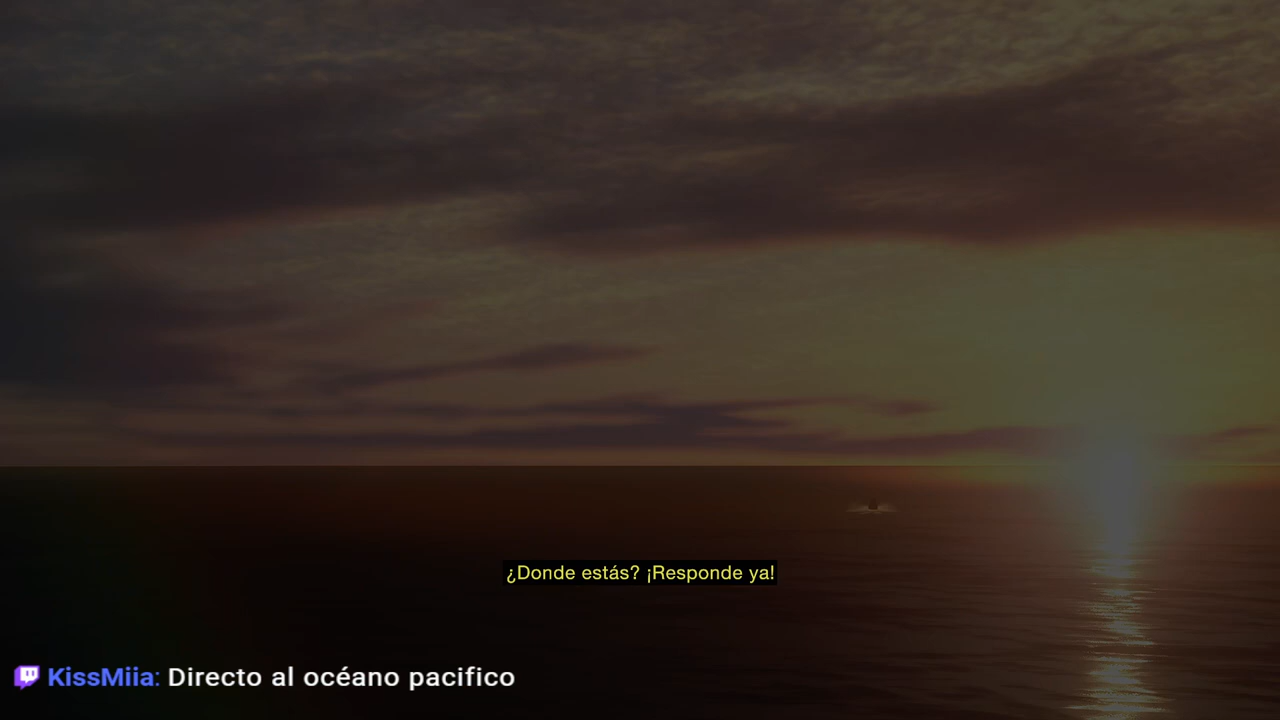 ¿Donde estás? ¡Responde ya!
KissMiia: Directo al océano pacifico